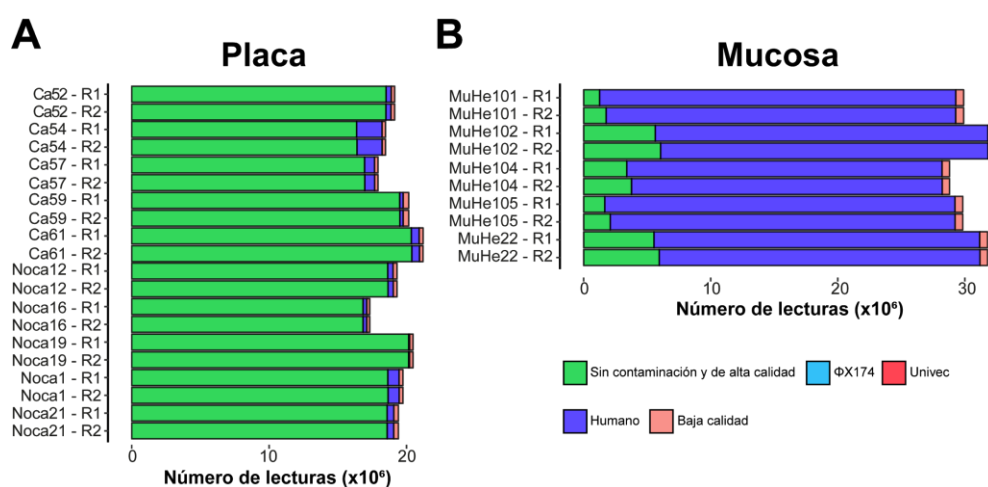 A
Placa
Ca52 - R1
Ca52 - R2
Ca54 - R1
Ca54 - R2
Ca57 - R1
Ca57 - R2
Ca59 - R1
Ca59 - R2
Ca61 - R1
Ca61 - R2
Noca12 - R1
Noca12 - R2
Noca16 - R1
Noca16 - R2
Noca19 - R1
Noca19 - R2
Noca1 - R1
Noca1 - R2
Noca21 - R1
Noca21 - R2
0 10 20
Número de lecturas (x10⁶)
B
Mucosa
MuHe101 - R1
MuHe101 - R2
MuHe102 - R1
MuHe102 - R2
MuHe104 - R1
MuHe104 - R2
MuHe105 - R1
MuHe105 - R2
MuHe22 - R1
MuHe22 - R2
0 10 20 30
Número de lecturas (x10⁶)
Sin contaminación y de alta calidad ΦX174 Univec
Humano Baja calidad